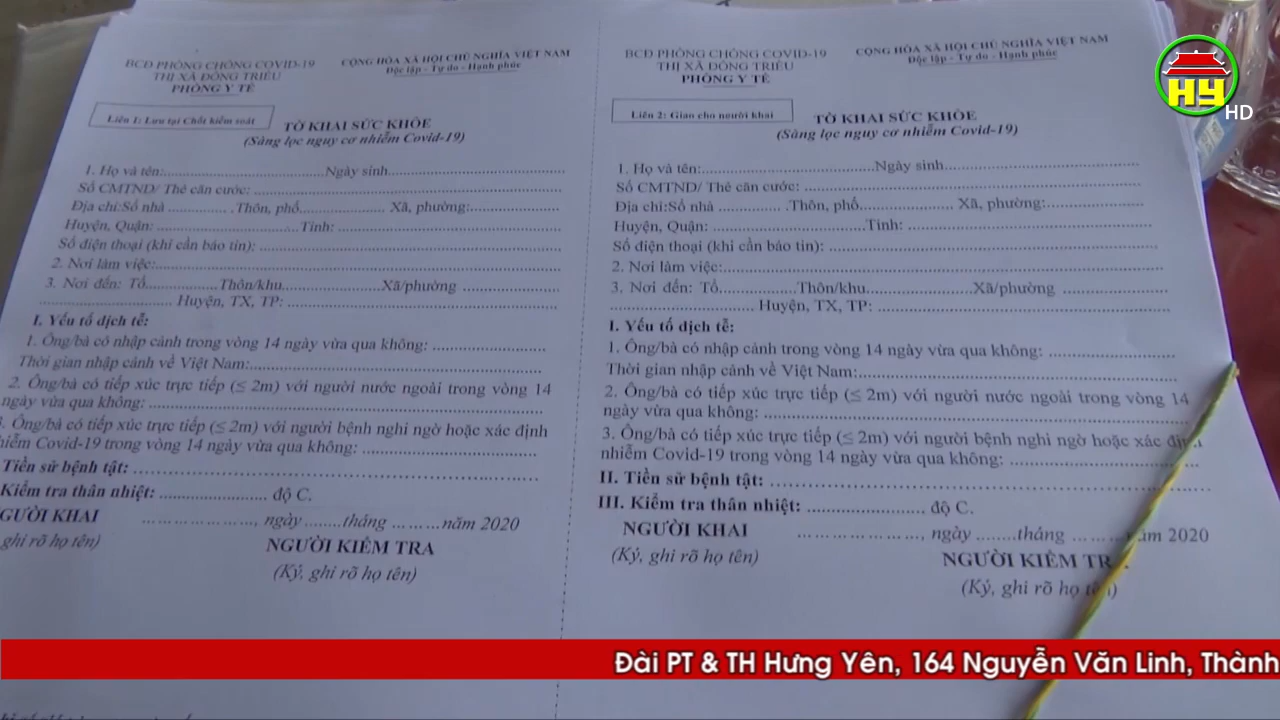 BCĐ PHÒNG CHỐNG COVID-19
THỊ XÃ ĐÔNG TRIỀU
PHÒNG Y TẾ
CỘNG HÒA XÃ HỘI CHỦ NGHĨA VIỆT NAM
Độc lập - Tự do - Hạnh phúc
Liên 1: Lưu tại Chốt kiểm soát
TỜ KHAI SỨC KHỎE
(Sàng lọc nguy cơ nhiễm Covid-19)
1. Họ và tên:..............................Ngày sinh..............................
Số CMTND/ Thẻ căn cước: ..............................
Địa chỉ:Số nhà ............... .Thôn, phố..................... Xã, phường:.....................
Huyện, Quận: ..............................Tỉnh: ..............................
Số điện thoại (khi cần báo tin): ..............................
2. Nơi làm việc:..............................
3. Nơi đến: Tổ..................Thôn/khu........................Xã/phường ..................
.............................. Huyện, TX, TP: ..............................
I. Yếu tố dịch tễ:
1. Ông/bà có nhập cảnh trong vòng 14 ngày vừa qua không: .....................
Thời gian nhập cảnh về Việt Nam:..............................
2. Ông/bà có tiếp xúc trực tiếp (≤ 2m) với người nước ngoài trong vòng 14
ngày vừa qua không: ..............................
3. Ông/bà có tiếp xúc trực tiếp (≤ 2m) với người bệnh nghi ngờ hoặc xác định
hiễm Covid-19 trong vòng 14 ngày vừa qua không: ..............................
Tiền sử bệnh tật: ..............................
Kiểm tra thân nhiệt: ..................... độ C.
GƯỜI KHAI
ghi rõ họ tên)
....................., ngày ........tháng .........năm 2020
NGƯỜI KIỂM TRA
(Ký, ghi rõ họ tên)
BCĐ PHÒNG CHỐNG COVID-19
THỊ XÃ ĐÔNG TRIỀU
PHÒNG Y TẾ
CỘNG HÒA XÃ HỘI CHỦ NGHĨA VIỆT NAM
Độc lập - Tự do - Hạnh phúc
Liên 2: Giao cho người khai
TỜ KHAI SỨC KHỎE
(Sàng lọc nguy cơ nhiễm Covid-19)
1. Họ và tên:..............................Ngày sinh..............................
Số CMTND/ Thẻ căn cước: ..............................
Địa chỉ:Số nhà ............... .Thôn, phố..................... Xã, phường:.....................
Huyện, Quận: ..............................Tỉnh: ..............................
Số điện thoại (khi cần báo tin): ..............................
2. Nơi làm việc:..............................
3. Nơi đến: Tổ..................Thôn/khu........................Xã/phường ..................
.............................. Huyện, TX, TP: ..............................
I. Yếu tố dịch tễ:
1. Ông/bà có nhập cảnh trong vòng 14 ngày vừa qua không: .....................
Thời gian nhập cảnh về Việt Nam:..............................
2. Ông/bà có tiếp xúc trực tiếp (≤ 2m) với người nước ngoài trong vòng 14
ngày vừa qua không: ..............................
3. Ông/bà có tiếp xúc trực tiếp (≤ 2m) với người bệnh nghi ngờ hoặc xác định
nhiễm Covid-19 trong vòng 14 ngày vừa qua không: ..............................
II. Tiền sử bệnh tật: ..............................
III. Kiểm tra thân nhiệt: ..................... độ C.
NGƯỜI KHAI
(Ký, ghi rõ họ tên)
....................., ngày ........tháng ......... năm 2020
NGƯỜI KIỂM TRA
(Ký, ghi rõ họ tên)
HY
HD
Đài PT & TH Hưng Yên, 164 Nguyễn Văn Linh, Thành